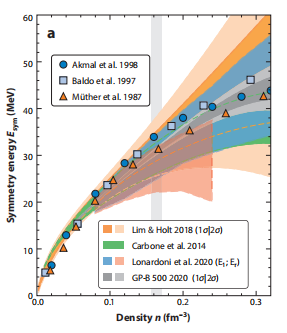 a
Akmal et al. 1998
Baldo et al. 1997
Müther et al. 1987
Symmetry energy E_sym (MeV)
60
50
40
30
20
10
0
Lim & Holt 2018 (1σ|2σ)
Carbone et al. 2014
Lonardoni et al. 2020 (E₁; Eτ)
GP-B 500 2020 (1σ|2σ)
0.0 0.1 0.2 0.3
Density n (fm⁻³)